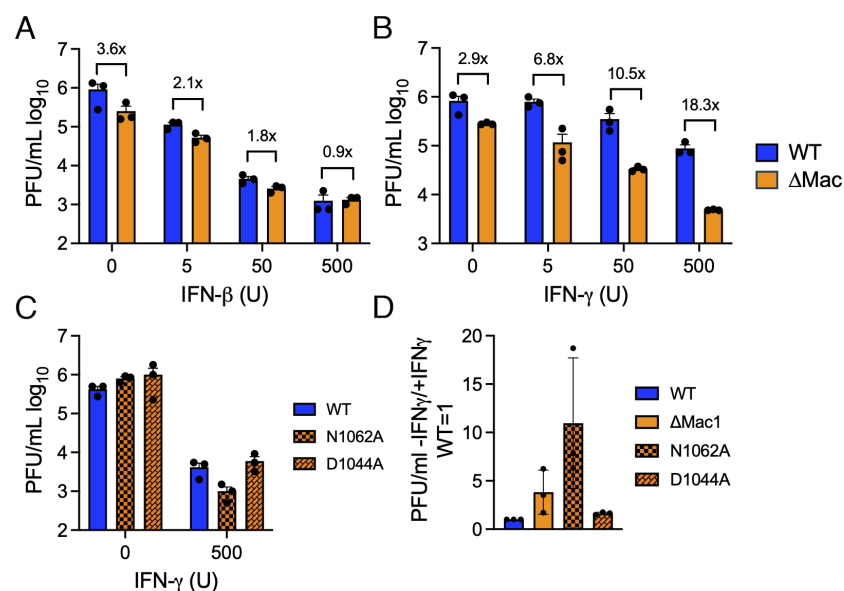 A
7
6
5
4
3
2
PFU/mL log10
3.6x
2.1x
1.8x
0.9x
0
5
50
500
IFN-β (U)
B
7
6
5
4
3
PFU/mL log10
2.9x
6.8x
10.5x
18.3x
0
5
50
500
IFN-γ (U)
WT
ΔMac
C
7
6
5
4
3
2
PFU/mL log10
0
500
IFN-γ (U)
WT
N1062A
D1044A
D
20
15
10
5
0
PFU/ml -IFNγ/+IFNγ
WT=1
WT
ΔMac1
N1062A
D1044A